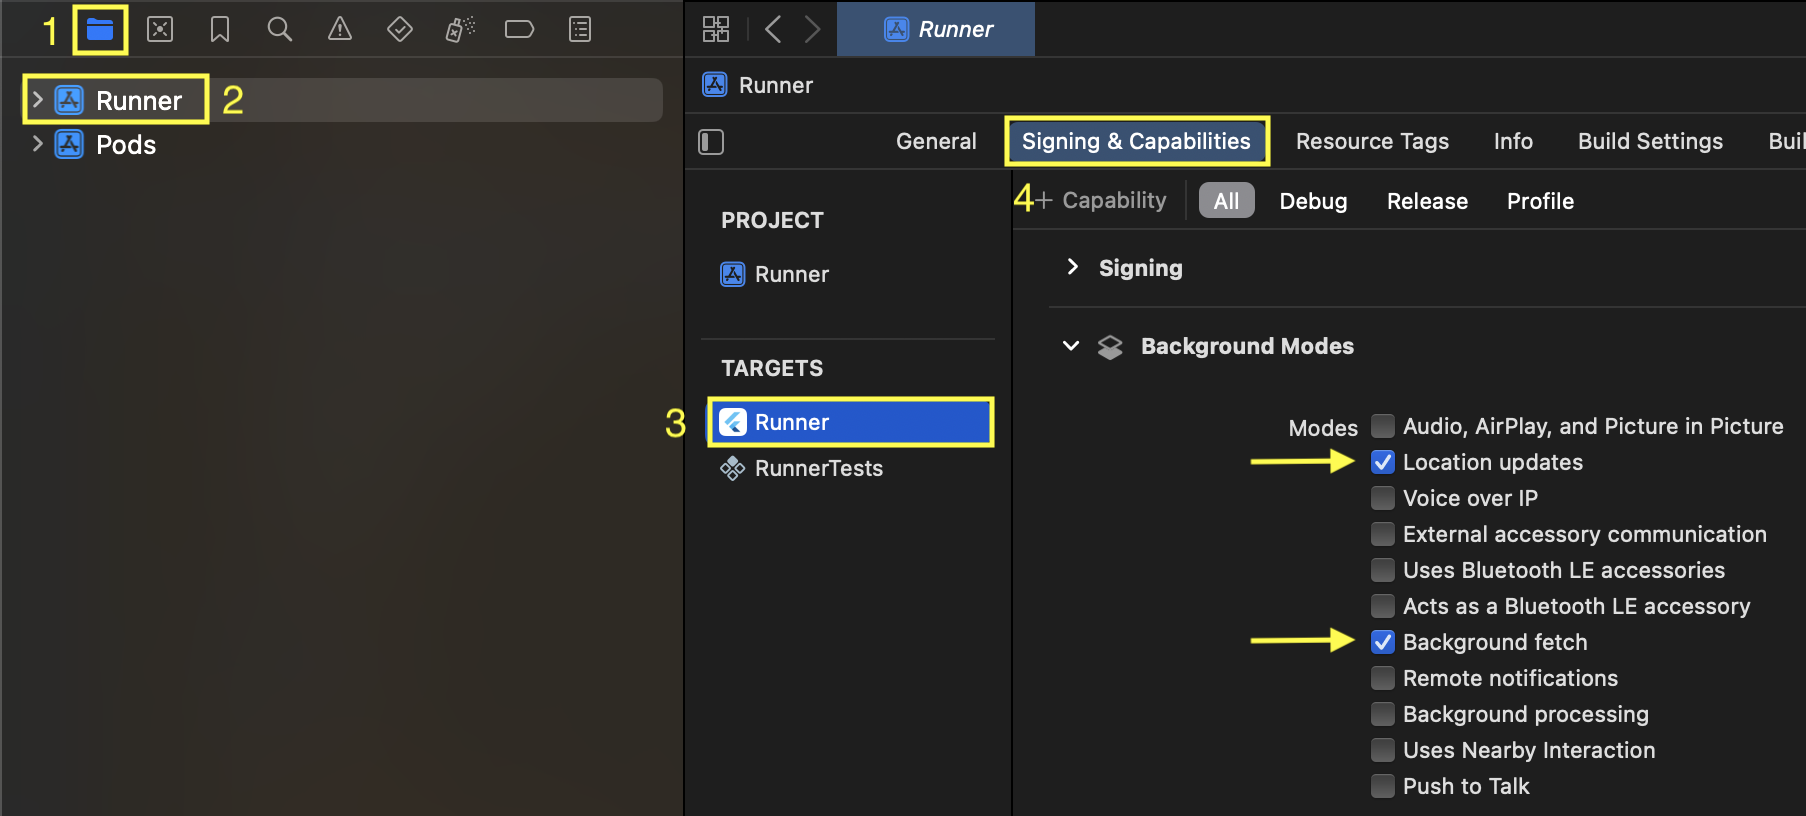 1
Runner 2
Pods
Runner
Runner
General Signing & Capabilities Resource Tags Info Build Settings Buil
4 + Capability All Debug Release Profile
PROJECT
Runner
TARGETS
3 Runner
RunnerTests
Signing
Background Modes
Modes Audio, AirPlay, and Picture in Picture
Location updates
Voice over IP
External accessory communication
Uses Bluetooth LE accessories
Acts as a Bluetooth LE accessory
Background fetch
Remote notifications
Background processing
Uses Nearby Interaction
Push to Talk